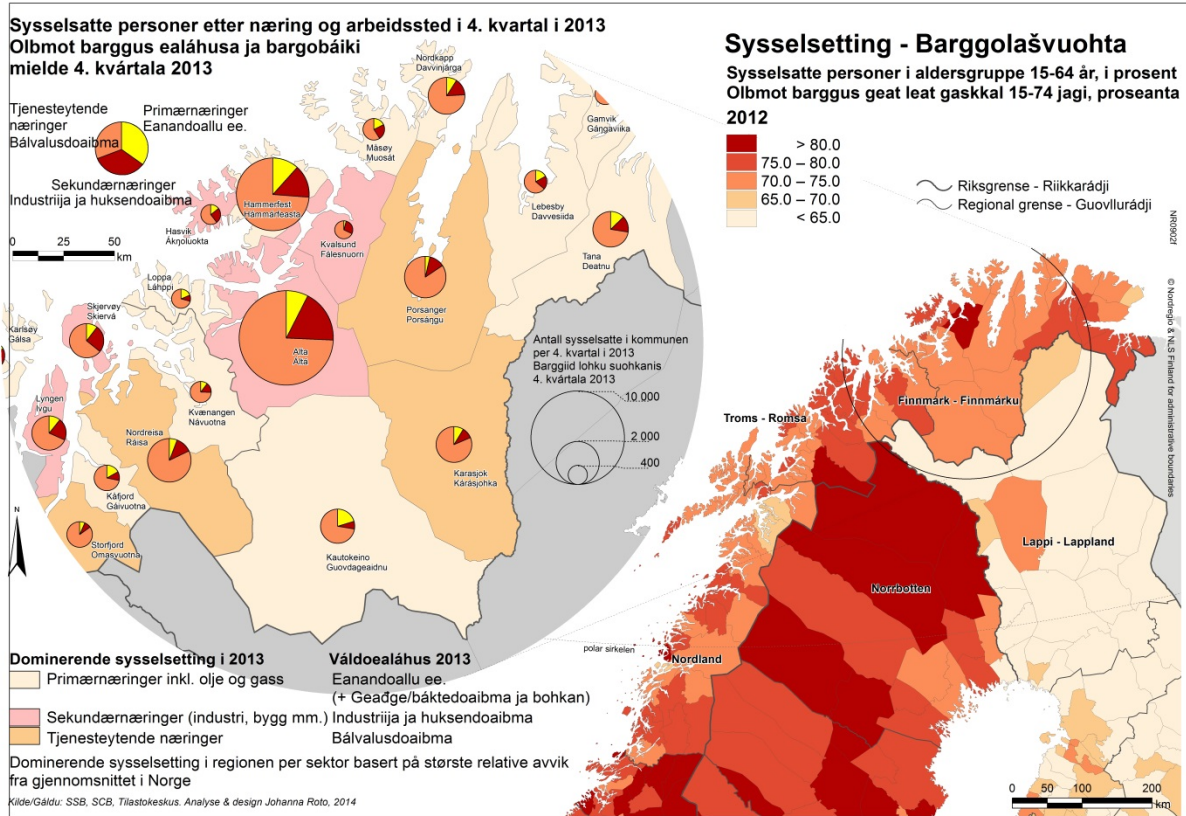 Sysselsatte personer etter næring og arbeidssted i 4. kvartal i 2013
Olbmot barggus ealáhusa ja bargobáiki
mielde 4. kvártala 2013
Tjenesteytende
næringer
Bálvalusdoaibma
Primærnæringer
Eanandoallu ee.
Sekundærnæringer
Industriija ja huksendoaibma
0 25 50
km
Nordkapp
Davvinjárga
Gamvik
Gáŋgaviika
Måsøy
Muosát
Hammerfest
Hammárfeasta
Hasvik
Ákŋoluokta
Kvalsund
Fálesnuorri
Lebesby
Davvesiida
Tana
Deatnu
Loppa
Láhppi
Porsanger
Porsáŋgu
Skjervøy
Skiervá
Karlsøy
Gálsa
Alta
Álta
Lyngen
Ivgu
Kvænangen
Návuotna
Nordreisa
Ráisa
Karasjok
Kárášjohka
Kåfjord
Gáivuotna
Storfjord
Omasvuotna
Kautokeino
Guovdageaidnu
N
Antall sysselsatte i kommunen
per 4. kvartal i 2013
Barggiid lohku suohkanis
4. kvártala 2013
10.000
2.000
400
Dominerende sysselsetting i 2013 Váldoealáhus 2013
Primærnæringer inkl. olje og gass Eanandoallu ee.
(+ Geađge/báktedoaibma ja bohkan)
Sekundærnæringer (industri, bygg mm.) Industriija ja huksendoaibma
Tjenesteytende næringer Bálvalusdoaibma
Dominerende sysselsetting i regionen per sektor basert på største relative avvik
fra gjennomsnittet i Norge
Kilde/Gáldu: SSB, SCB, Tilastokeskus. Analyse & design Johanna Roto, 2014
Sysselsetting - Barggolašvuohta
Sysselsatte personer i aldersgruppe 15-64 år, i prosent
Olbmot barggus geat leat gaskkal 15-74 jagi, proseanta
2012
> 80.0
75.0 – 80.0
70.0 – 75.0
65.0 – 70.0
< 65.0
Riksgrense - Riikkarádji
Regional grense - Guovllurádji
NR0902f
© Nordregio & NLS Finland for administrative boundaries
Troms - Romsa
Finnmark - Finnmárku
Lappi - Lappland
Norrbotten
Nordland
polar sirkelen
0 50 100 200
km